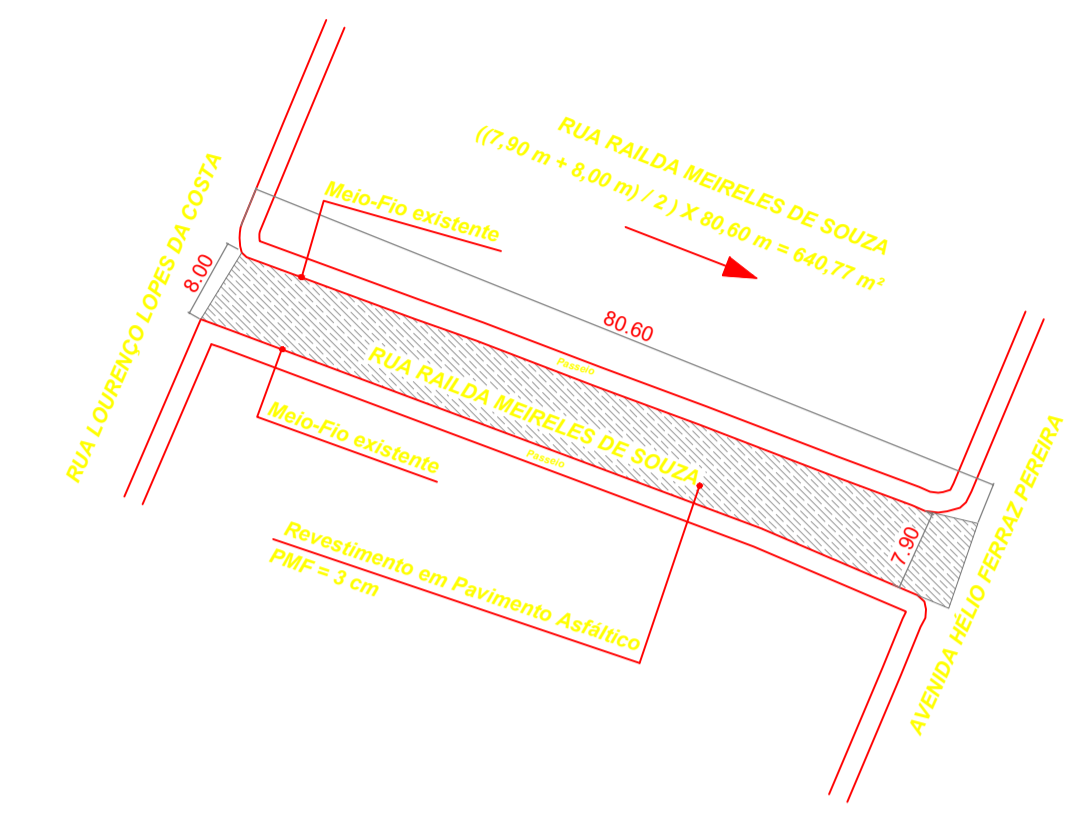 RUA RAILDA MEIRELES DE SOUZA
((7,90 m + 8,00 m) / 2 ) X 80,60 m = 640,77 m²
Meio-Fio existente
RUA LOURENÇO LOPES DA COSTA
8.00
80.60
Passeio
RUA RAILDA MEIRELES DE SOUZA
Meio-Fio existente
Passeio
7.90
AVENIDA HÉLIO FERRAZ PEREIRA
Revestimento em Pavimento Asfáltico
PMF = 3 cm